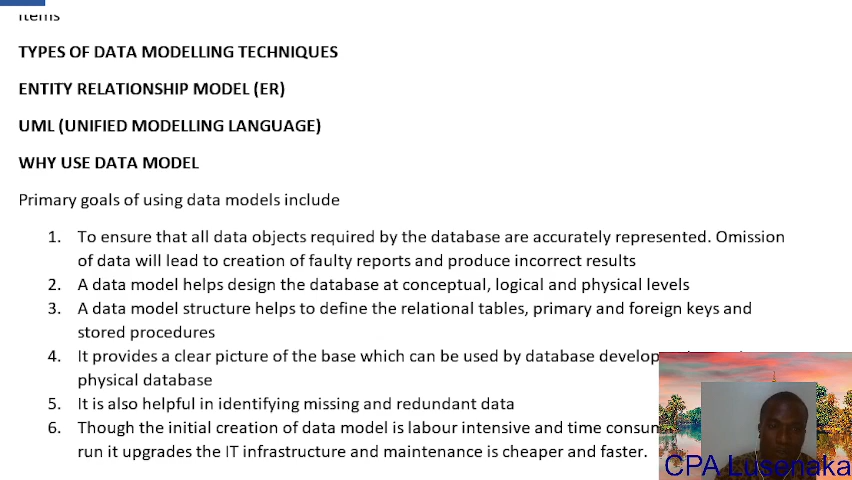 items
TYPES OF DATA MODELLING TECHNIQUES
ENTITY RELATIONSHIP MODEL (ER)
UML (UNIFIED MODELLING LANGUAGE)
WHY USE DATA MODEL
Primary goals of using data models include
1. To ensure that all data objects required by the database are accurately represented. Omission
of data will lead to creation of faulty reports and produce incorrect results
2. A data model helps design the database at conceptual, logical and physical levels
3. A data model structure helps to define the relational tables, primary and foreign keys and
stored procedures
4. It provides a clear picture of the base which can be used by database
physical database
5. It is also helpful in identifying missing and redundant data
6. Though the initial creation of data model is labour intensive and time
run it upgrades the IT infrastructure and maintenance is cheaper and faster.
CPA Lusenaka